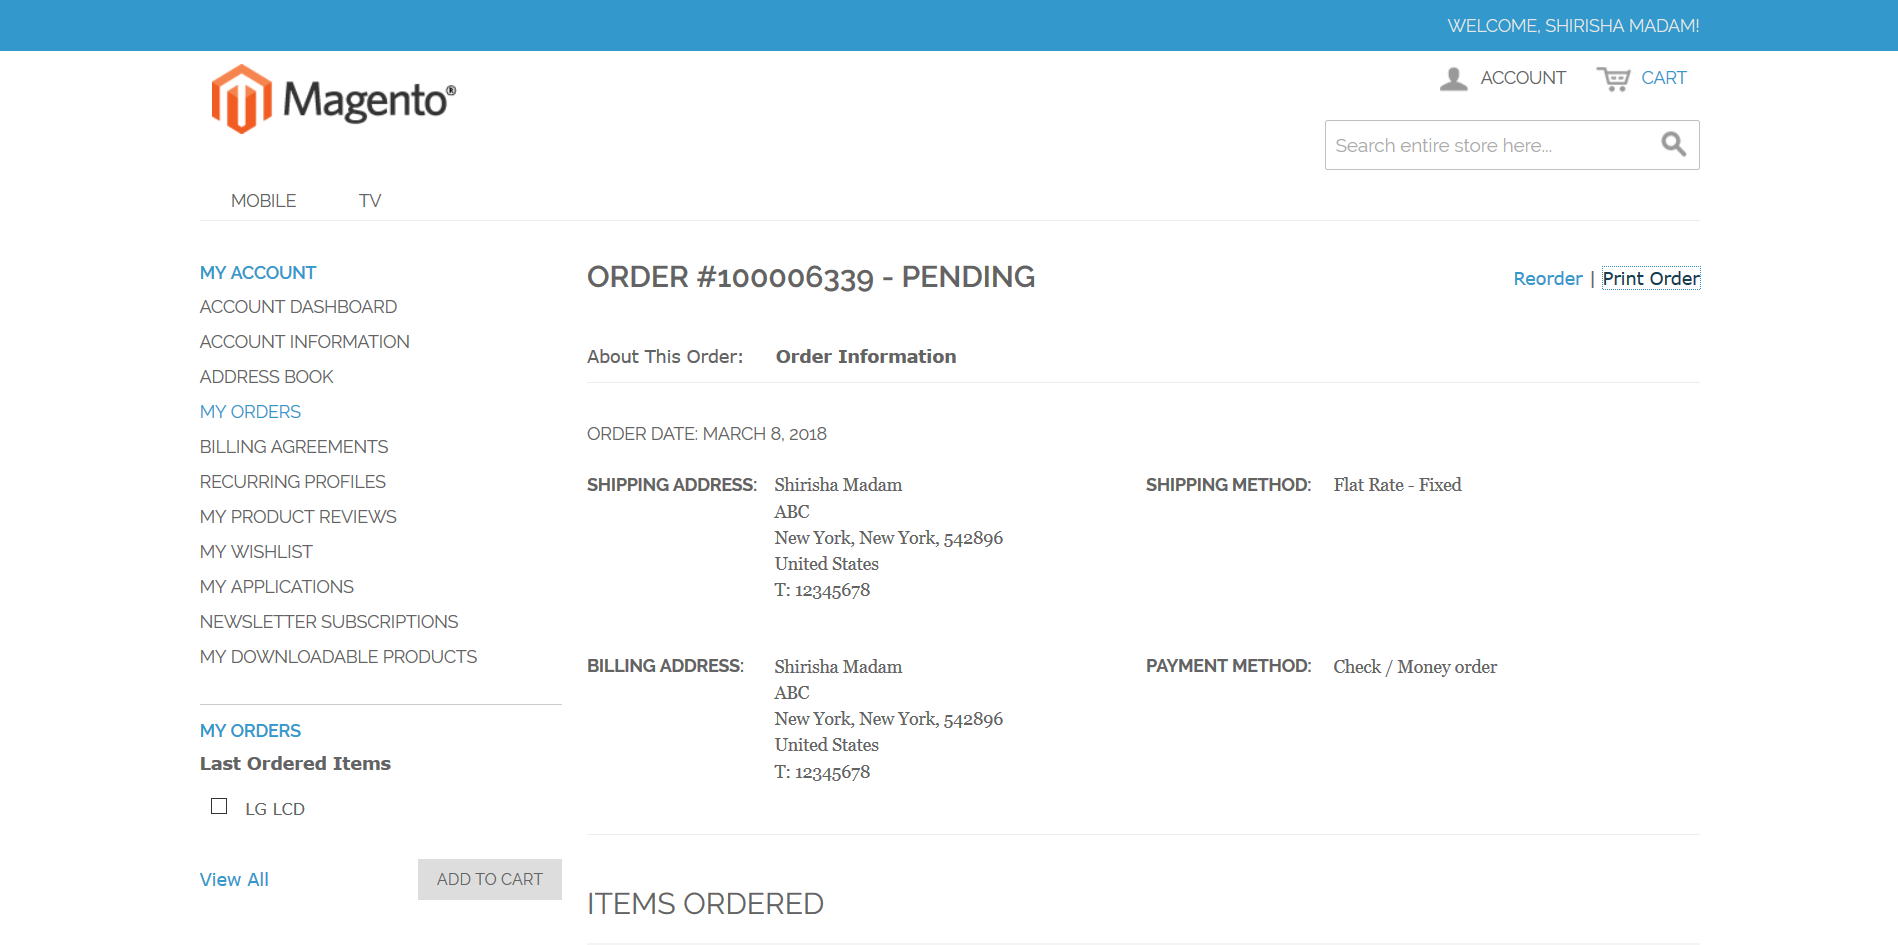 WELCOME, SHIRISHA MADAM!
Magento®
ACCOUNT
CART
Search entire store here...
MOBILE
TV
MY ACCOUNT
ACCOUNT DASHBOARD
ACCOUNT INFORMATION
ADDRESS BOOK
MY ORDERS
BILLING AGREEMENTS
RECURRING PROFILES
MY PRODUCT REVIEWS
MY WISHLIST
MY APPLICATIONS
NEWSLETTER SUBSCRIPTIONS
MY DOWNLOADABLE PRODUCTS
MY ORDERS
Last Ordered Items
LG LCD
View All
ADD TO CART
ORDER #100006339 - PENDING
Reorder | Print Order
About This Order: Order Information
ORDER DATE: MARCH 8, 2018
SHIPPING ADDRESS:
Shirisha Madam
ABC
New York, New York, 542896
United States
T: 12345678
SHIPPING METHOD:
Flat Rate - Fixed
BILLING ADDRESS:
Shirisha Madam
ABC
New York, New York, 542896
United States
T: 12345678
PAYMENT METHOD:
Check / Money order
ITEMS ORDERED